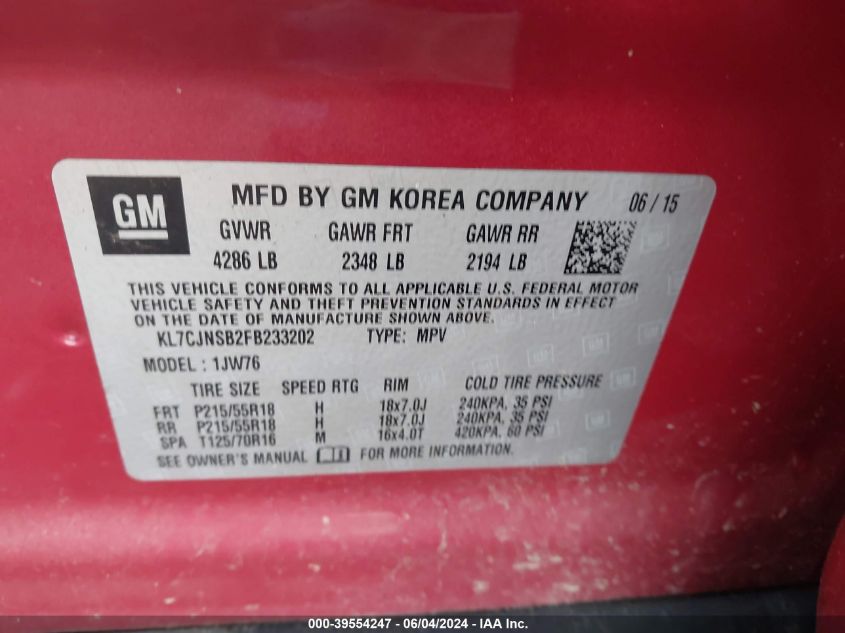 GM
MFD BY GM KOREA COMPANY 06 / 15
GVWR GAWR FRT GAWR RR
4286 LB 2348 LB 2194 LB
THIS VEHICLE CONFORMS TO ALL APPLICABLE U.S. FEDERAL MOTOR
VEHICLE SAFETY AND THEFT PREVENTION STANDARDS IN EFFECT
ON THE DATE OF MANUFACTURE SHOWN ABOVE.
KL7CJNSB2FB233202 TYPE: MPV
MODEL : 1JW76
TIRE SIZE SPEED RTG RIM COLD TIRE PRESSURE
FRT P215/55R18 H 18x7.0J 240KPA, 35 PSI
RR P215/55R18 H 18x7.0J 240KPA, 35 PSI
SPA T125/70R16 M 16x4.0T 420KPA, 60 PSI
SEE OWNER'S MANUAL FOR MORE INFORMATION.
000-39554247 - 06/04/2024 - IAA Inc.